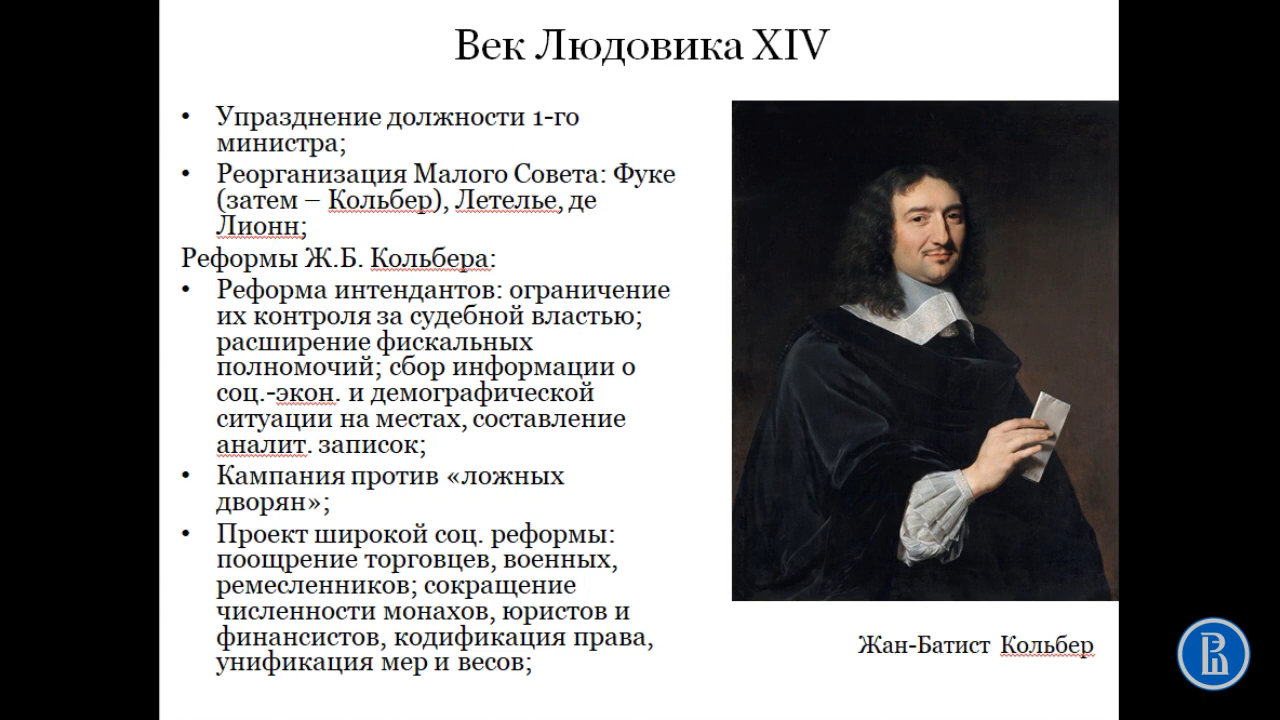 Век Людовика XIV
• Упразднение должности 1-го
министра;
• Реорганизация Малого Совета: Фуке
(затем – Кольбер), Летелье, де
Лионн;
Реформы Ж.Б. Кольбера:
• Реформа интендантов: ограничение
их контроля за судебной властью;
расширение фискальных
полномочий; сбор информации о
соц.-экон. и демографической
ситуации на местах, составление
аналит. записок;
• Кампания против «ложных
дворян»;
• Проект широкой соц. реформы:
поощрение торговцев, военных,
ремесленников; сокращение
численности монахов, юристов и
финансистов, кодификация права,
унификация мер и весов;
Жан-Батист Кольбер